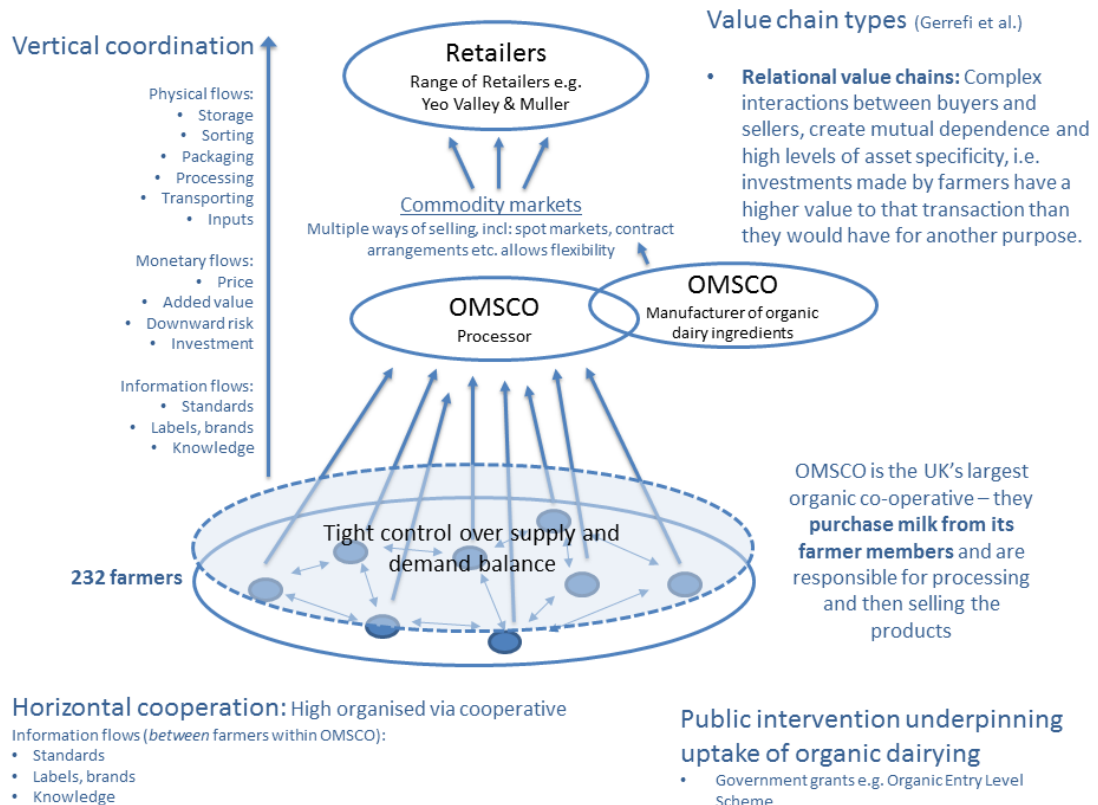 Vertical coordination
Physical flows:
• Storage
• Sorting
• Packaging
• Processing
• Transporting
• Inputs
Monetary flows:
• Price
• Added value
• Downward risk
• Investment
Information flows:
• Standards
• Labels, brands
• Knowledge
Retailers
Range of Retailers e.g.
Yeo Valley & Muller
Commodity markets
Multiple ways of selling, incl: spot markets, contract
arrangements etc. allows flexibility
OMSCO
Processor
OMSCO
Manufacturer of organic
dairy ingredients
Value chain types (Gerrefi et al.)
• Relational value chains: Complex
interactions between buyers and
sellers, create mutual dependence and
high levels of asset specificity, i.e.
investments made by farmers have a
higher value to that transaction than
they would have for another purpose.
Tight control over supply and
demand balance
232 farmers
OMSCO is the UK's largest
organic co-operative – they
purchase milk from its
farmer members and are
responsible for processing
and then selling the
products
Horizontal cooperation: High organised via cooperative
Information flows (between farmers within OMSCO):
• Standards
• Labels, brands
• Knowledge
Public intervention underpinning
uptake of organic dairying
• Government grants e.g. Organic Entry Level
Scheme